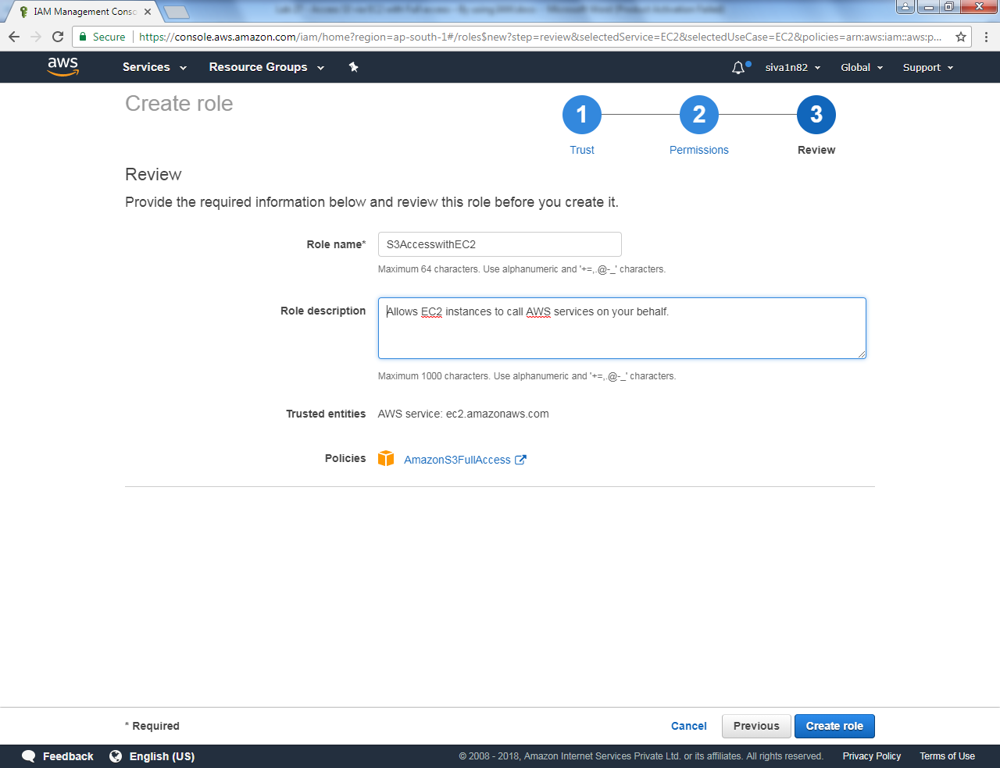 IAM Management Consc
Secure https://console.aws.amazon.com/iam/home?region=ap-south-1#/roles$new?step=review&selectedService=EC2&selectedUseCase=EC2&policies=arn:aws:iam::aws:p...
aws Services Resource Groups siva1n82 Global Support
Create role
1 2 3
Trust Permissions Review
Review
Provide the required information below and review this role before you create it.
Role name* S3AccesswithEC2
Maximum 64 characters. Use alphanumeric and '+=,.@-_' characters.
Role description Allows EC2 instances to call AWS services on your behalf.
Maximum 1000 characters. Use alphanumeric and '+=,.@-_' characters.
Trusted entities AWS service: ec2.amazonaws.com
Policies AmazonS3FullAccess
* Required Cancel Previous Create role
Feedback English (US) © 2008 - 2018, Amazon Internet Services Private Ltd. or its affiliates. All rights reserved. Privacy Policy Terms of Use